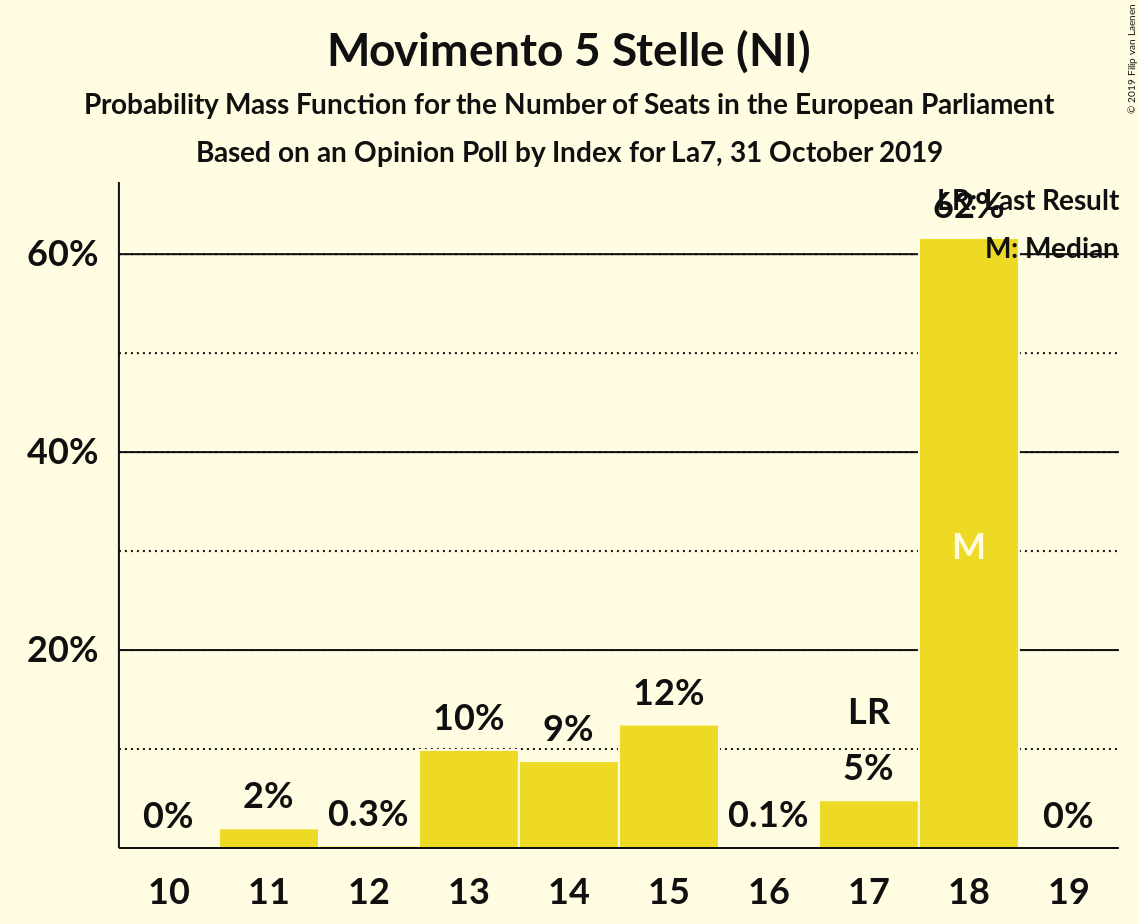 Movimento 5 Stelle (NI)
Probability Mass Function for the Number of Seats in the European Parliament
Based on an Opinion Poll by Index for La7, 31 October 2019
© 2019 Filip van Laenen
LR: Last Result
M: Median
60%
40%
20%
0%
2%
0.3%
10%
9%
12%
0.1%
LR
5%
62%
M
0%
10 11 12 13 14 15 16 17 18 19